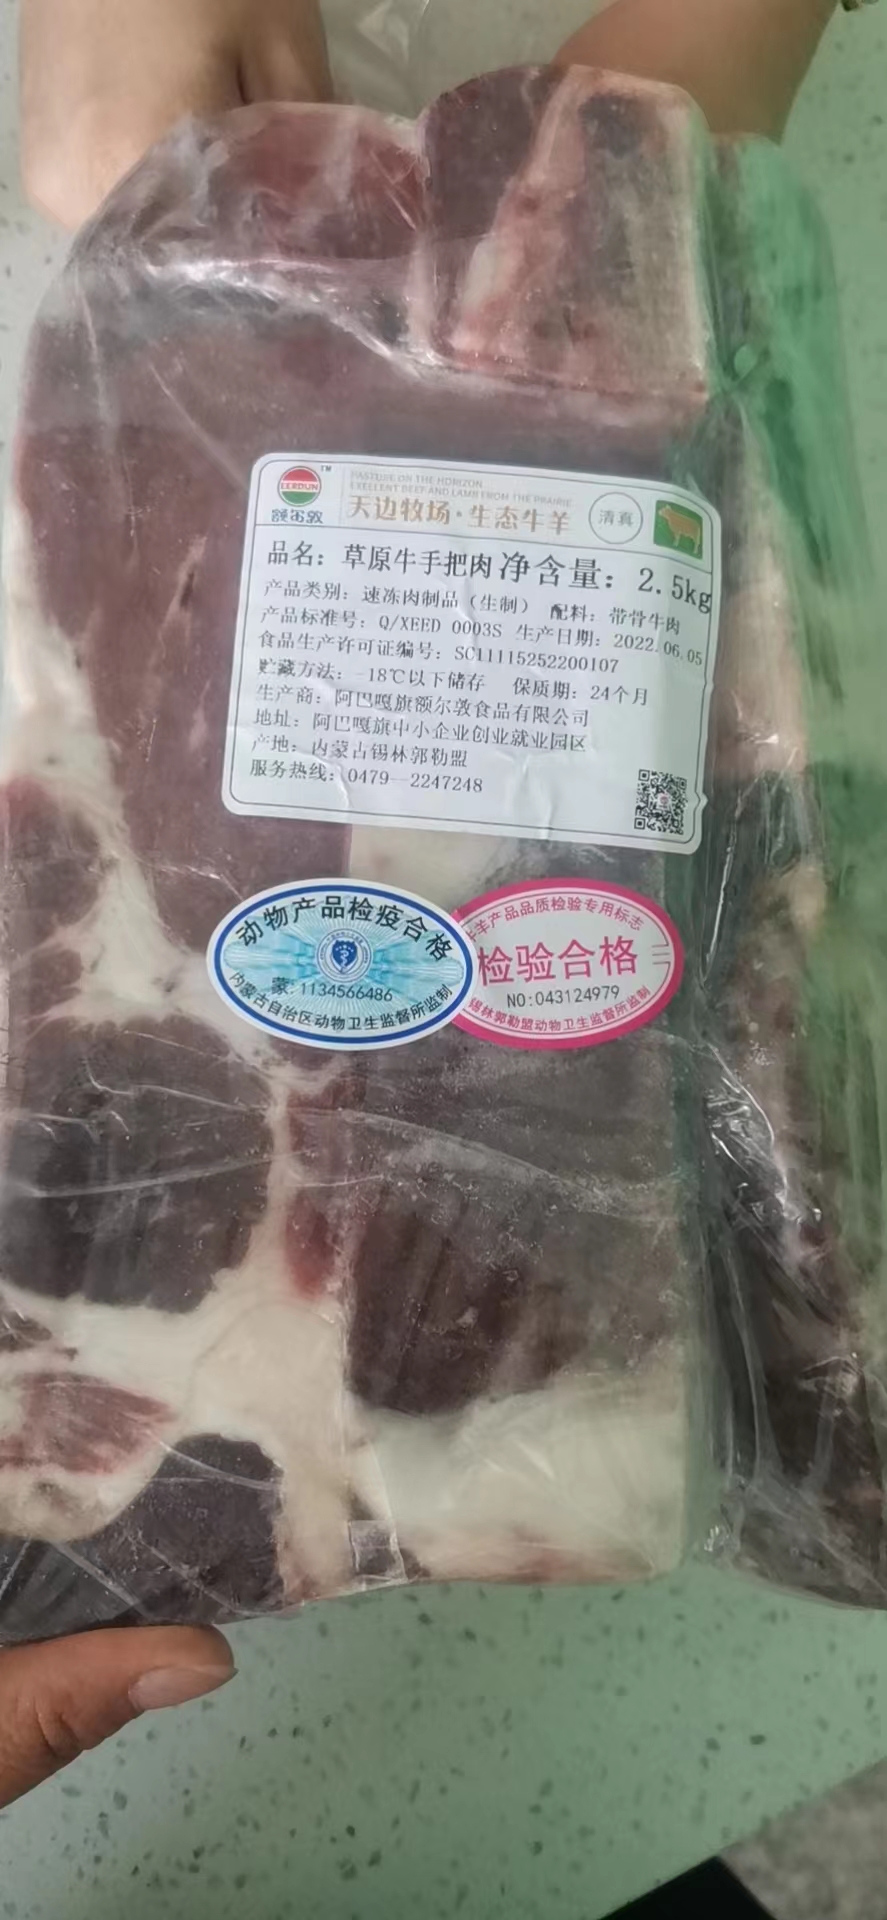 TM
EERDUN
额尔敦
PASTURE ON THE HORIZON
EXELLENT BEEF AND LAMB FROM THE PRAIRIE
天边牧场·生态牛羊
清真
品名：草原牛手把肉 净含量：2.5kg
产品类别：速冻肉制品（生制） 配料：带骨牛肉
产品标准号：Q/XEED 0003S 生产日期：2022.06.05
食品生产许可证编号：SC11115252200107
贮藏方法：-18℃以下储存 保质期：24个月
生产商：阿巴嘎旗额尔敦食品有限公司
地址：阿巴嘎旗中小企业创业就业园区
产地：内蒙古锡林郭勒盟
服务热线：0479--2247248
动物产品检疫合格
蒙：1134566486
内蒙古自治区动物卫生监督所监制
羊产品品质检验专用标志
检验合格
NO:043124979
锡林郭勒盟动物卫生监督所监制